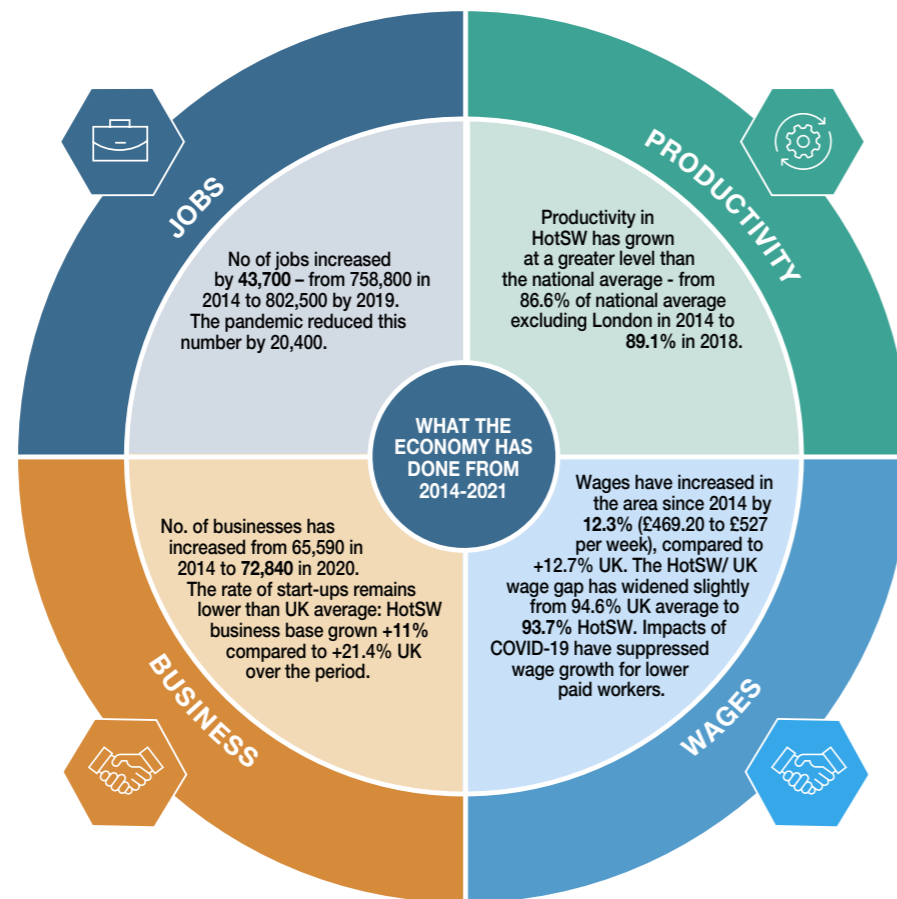 JOBS
No of jobs increased
by 43,700 – from 758,800 in
2014 to 802,500 by 2019.
The pandemic reduced this
number by 20,400.
PRODUCTIVITY
Productivity in
HotSW has grown
at a greater level than
the national average - from
86.6% of national average
excluding London in 2014 to
89.1% in 2018.
WHAT THE
ECONOMY HAS
DONE FROM
2014-2021
BUSINESS
No. of businesses has
increased from 65,590 in
2014 to 72,840 in 2020.
The rate of start-ups remains
lower than UK average: HotSW
business base grown +11%
compared to +21.4% UK
over the period.
WAGES
Wages have increased in
the area since 2014 by
12.3% (£469.20 to £527
per week), compared to
+12.7% UK. The HotSW/ UK
wage gap has widened slightly
from 94.6% UK average to
93.7% HotSW. Impacts of
COVID-19 have suppressed
wage growth for lower
paid workers.